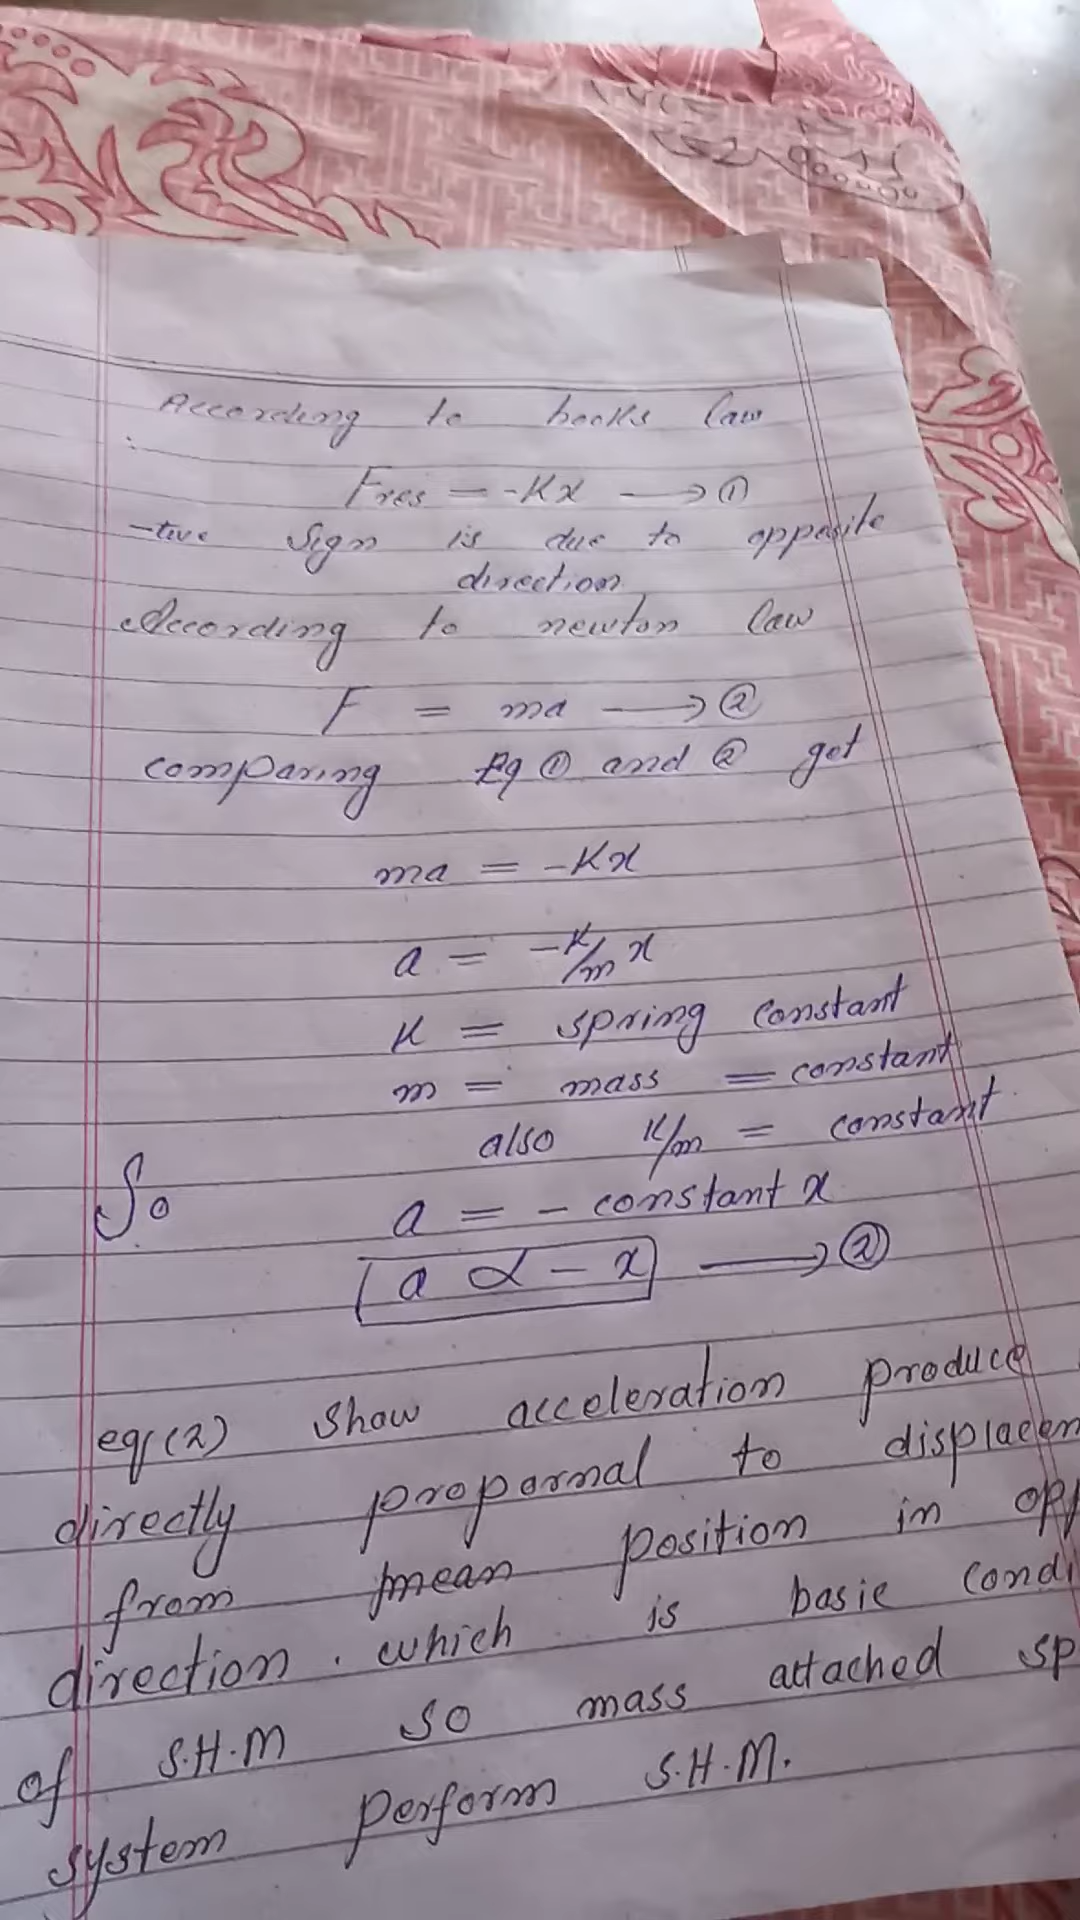 According to hooks law
Fres = -Kx → ①
-tive Sign is due to opposite
direction.
According to newton law
F = ma → ②
comparing Eq ① and ② get
ma = -Kx
a = -K/m x
K = spring constant
m = mass = constant
also K/m = constant
So a = - constant x
a α - x → ②
eq(2) show acceleration produce
directly propornal to displacem
from mean position in opp
direction. which is basic condi
of S.H.M so mass attached sp
system perform S.H.M.